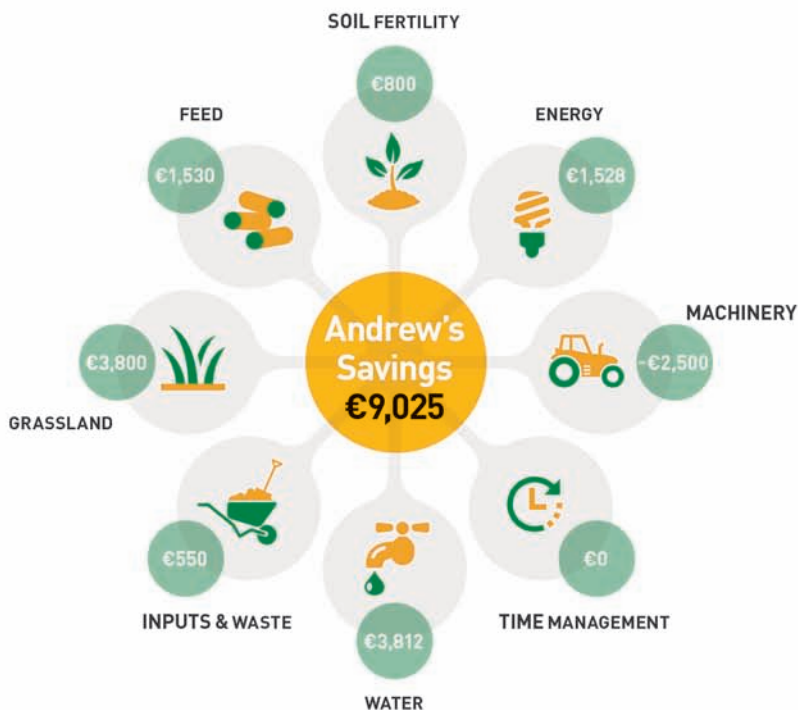 SOIL FERTILITY
€800
FEED
€1,530
ENERGY
€1,528
MACHINERY
-€2,500
Andrew's
Savings
€9,025
€3,800
GRASSLAND
€550
INPUTS & WASTE
€0
TIME MANAGEMENT
€3,812
WATER